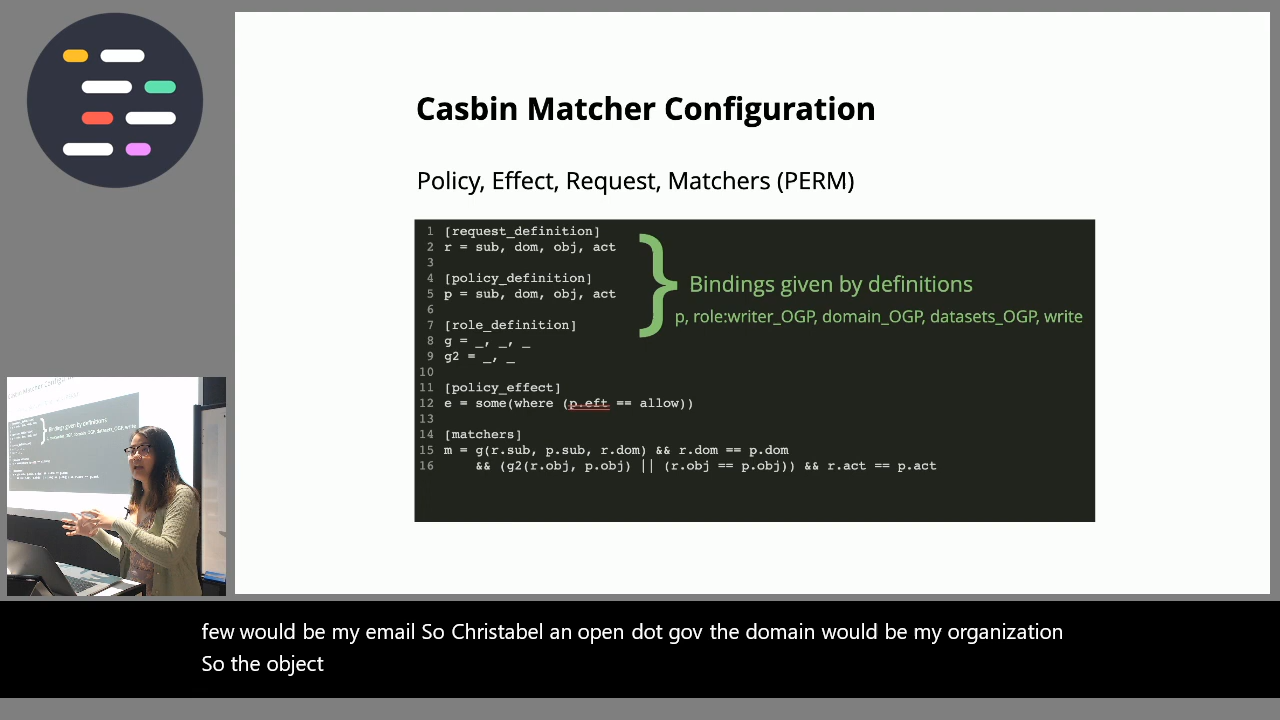 Casbin Matcher Configuration
Policy, Effect, Request, Matchers (PERM)
1 [request_definition]
2 r = sub, dom, obj, act
3
4 [policy_definition]
5 p = sub, dom, obj, act
6
7 [role_definition]
8 g = _, _, _
9 g2 = _, _
10
11 [policy_effect]
12 e = some(where (p.eft == allow))
13
14 [matchers]
15 m = g(r.sub, p.sub, r.dom) && r.dom == p.dom
16 && (g2(r.obj, p.obj) || (r.obj == p.obj)) && r.act == p.act
} Bindings given by definitions
p, role:writer_OGP, domain_OGP, datasets_OGP, write
few would be my email So Christabel an open dot gov the domain would be my organization
So the object